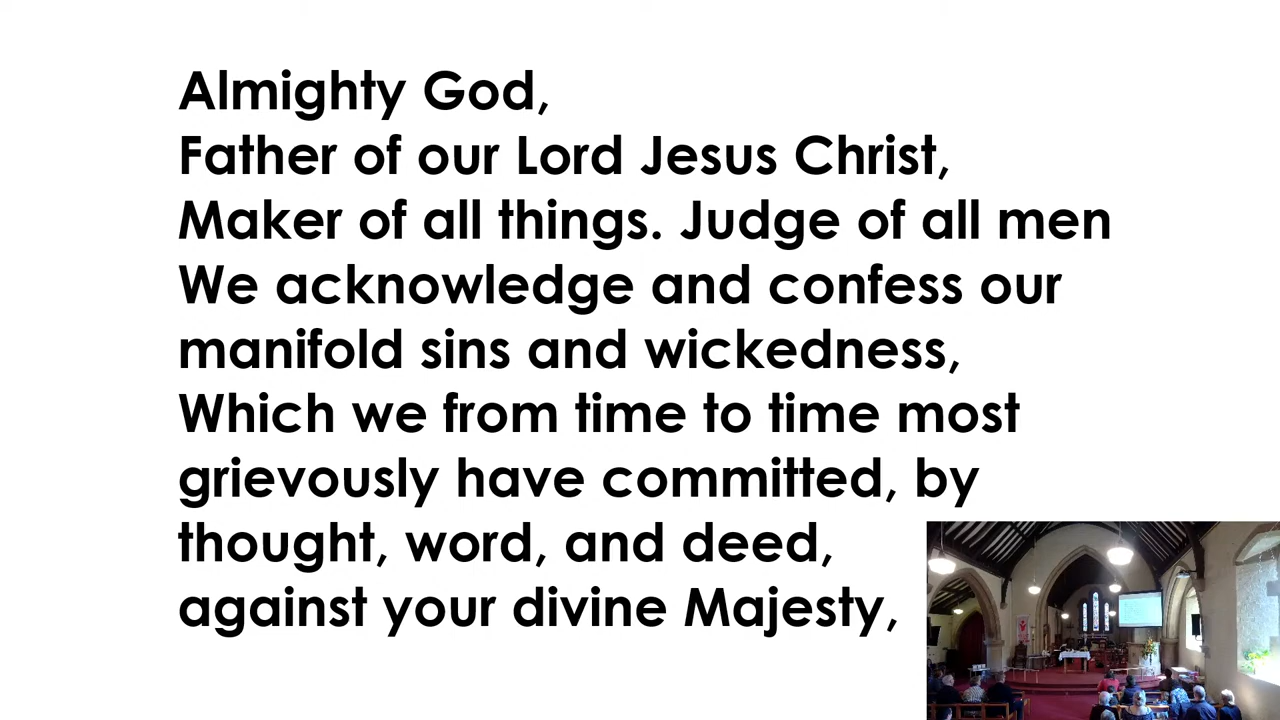 Almighty God,
Father of our Lord Jesus Christ,
Maker of all things. Judge of all men
We acknowledge and confess our
manifold sins and wickedness,
Which we from time to time most
grievously have committed, by
thought, word, and deed,
against your divine Majesty,